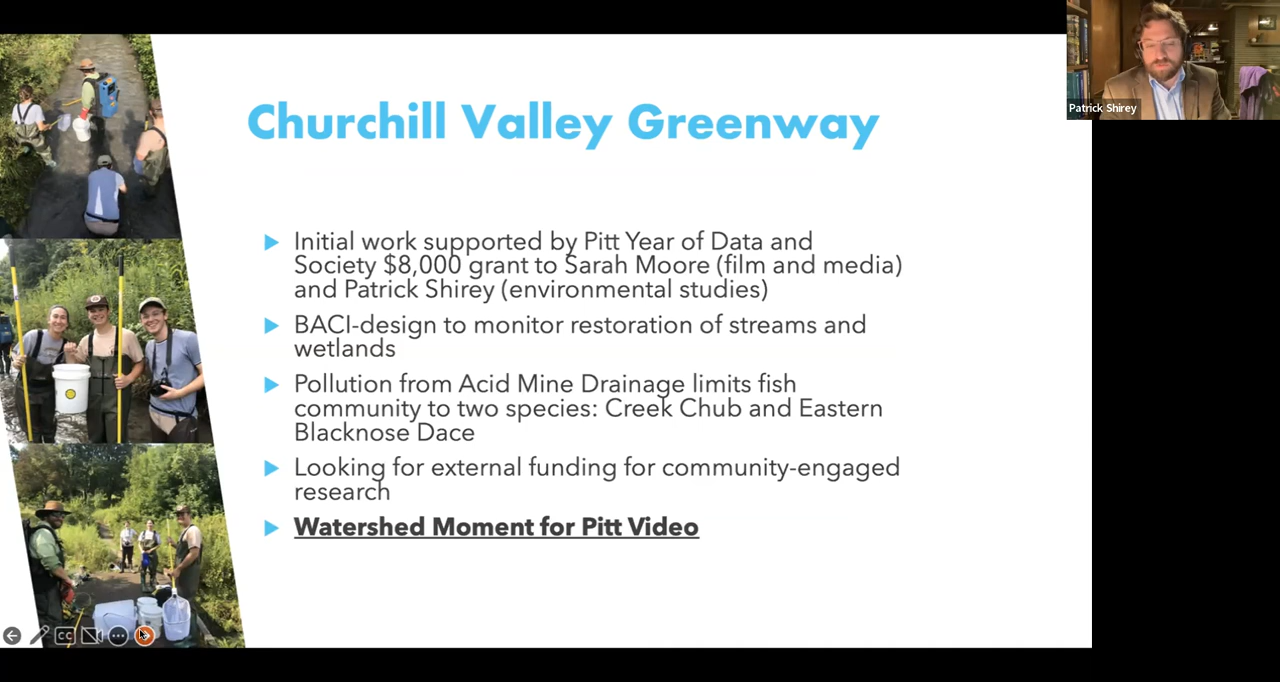 Patrick Shirey
Churchill Valley Greenway
Initial work supported by Pitt Year of Data and
Society $8,000 grant to Sarah Moore (film and media)
and Patrick Shirey (environmental studies)
BACI-design to monitor restoration of streams and
wetlands
Pollution from Acid Mine Drainage limits fish
community to two species: Creek Chub and Eastern
Blacknose Dace
Looking for external funding for community-engaged
research
Watershed Moment for Pitt Video
CC